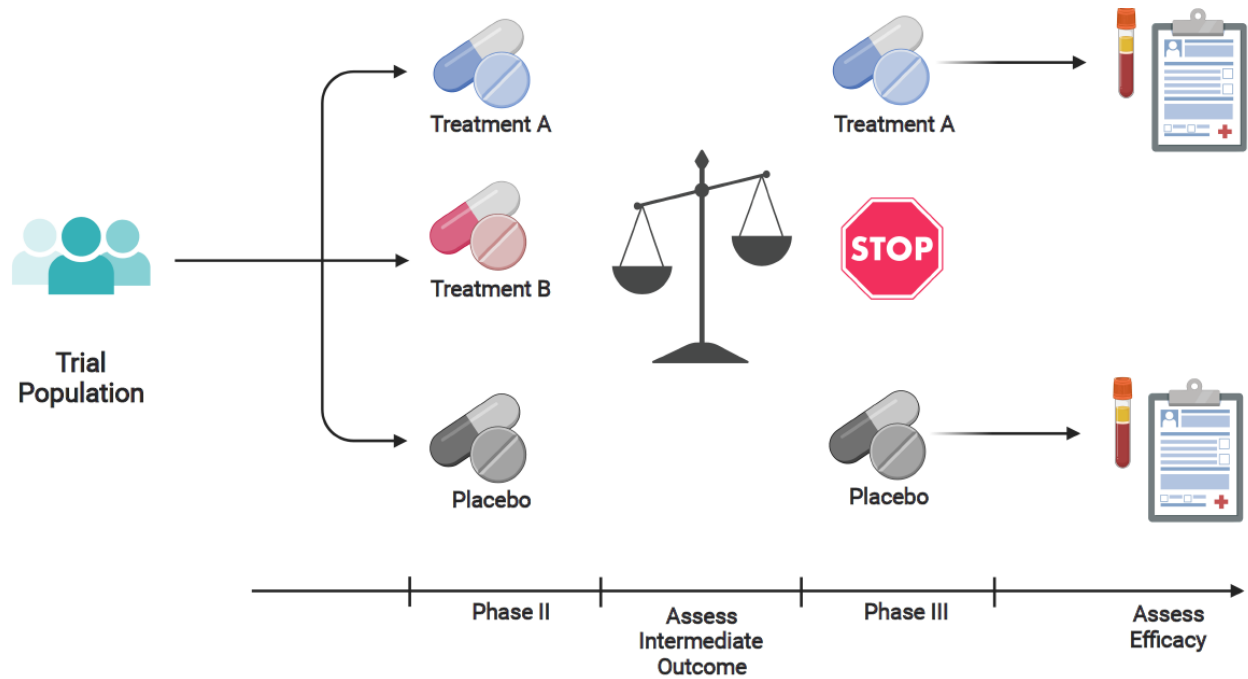 Treatment A
Treatment A
Treatment B
STOP
Trial
Population
Placebo
Placebo
Phase II
Assess
Intermediate
Outcome
Phase III
Assess
Efficacy